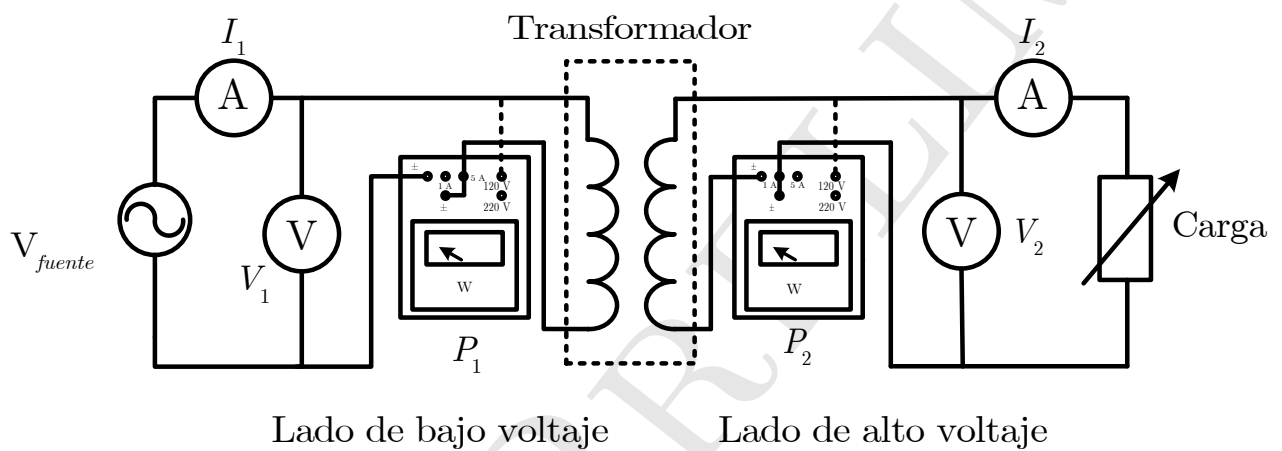 Transformador
I1
A
I2
A
±
1 A
5 A
120 V
±
220 V
W
P1
±
1 A
5 A
120 V
±
220 V
W
P2
Vfuente
V
V1
V
V2
Carga
Lado de bajo voltaje
Lado de alto voltaje